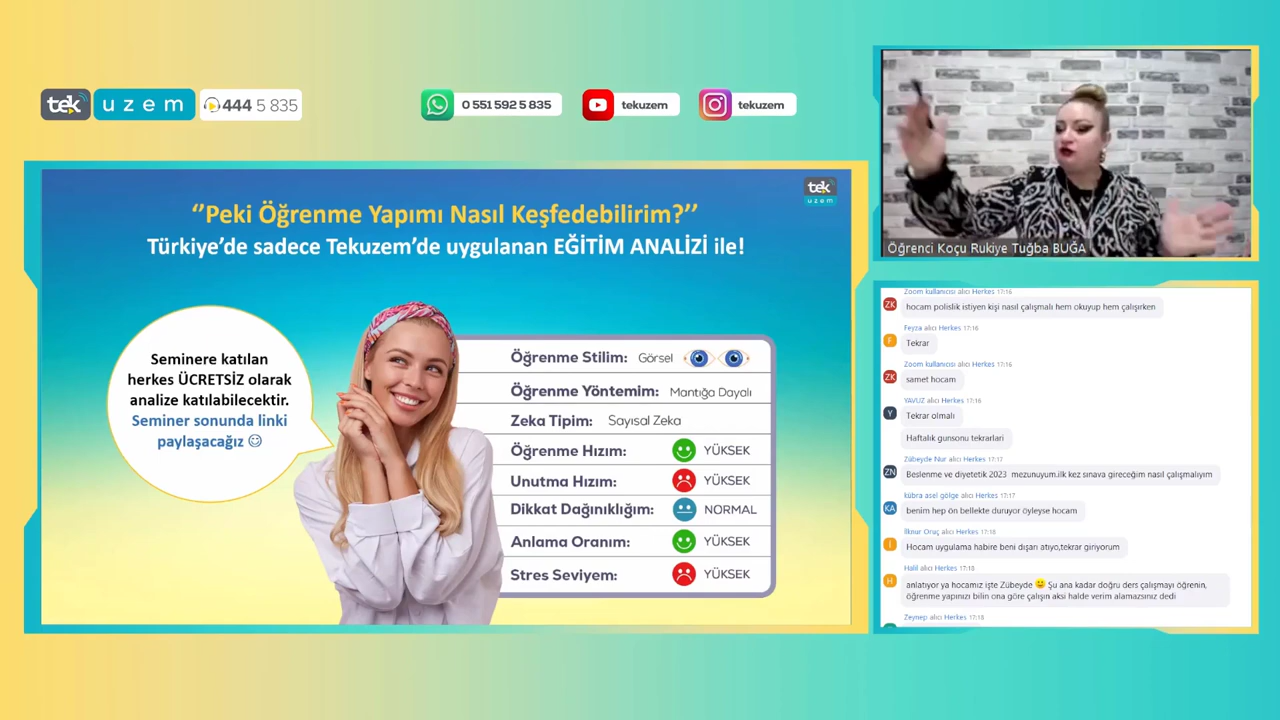 tek uzem 444 5 835
0 551 592 5 835
tekuzem
tekuzem
tek
uzem
‘’Peki Öğrenme Yapımı Nasıl Keşfedebilirim?’’
Türkiye’de sadece Tekuzem’de uygulanan EĞİTİM ANALİZİ ile!
Seminere katılan
herkes ÜCRETSİZ olarak
analize katılabilecektir.
Seminer sonunda linki
paylaşacağız ☺
Öğrenme Stilim: Görsel
Öğrenme Yöntemim: Mantığa Dayalı
Zeka Tipim: Sayısal Zeka
Öğrenme Hızım: YÜKSEK
Unutma Hızım: YÜKSEK
Dikkat Dağınıklığım: NORMAL
Anlama Oranım: YÜKSEK
Stres Seviyem: YÜKSEK
Öğrenci Koçu Rukiye Tuğba BUĞA
Zoom kullanıcısı alıcı Herkes 17:16
ZK hocam polislik istiyen kişi nasıl çalışmalı hem okuyup hem çalışırken
Feyza alıcı Herkes 17:16
F Tekrar
Zoom kullanıcısı alıcı Herkes 17:16
ZK samet hocam
YAVUZ alıcı Herkes 17:16
Y Tekrar olmalı
Haftalık gunsonu tekrarlari
Zübeyde Nur alıcı Herkes 17:17
ZN Beslenme ve diyetetik 2023 mezunuyum.ilk kez sınava gireceğim nasıl çalışmalıyım
kübra asel gölge alıcı Herkes 17:17
KA benim hep ön bellekte duruyor öyleyse hocam
İlknur Oruç alıcı Herkes 17:18
İ Hocam uygulama habire beni dışarı atıyo,tekrar giriyorum
Halil alıcı Herkes 17:18
H anlatıyor ya hocamız işte Zübeyde 😀 Şu ana kadar doğru ders çalışmayı öğrenin,
öğrenme yapınızı bilin ona göre çalışın aksi halde verim alamazsınız dedi
Zeynep alıcı Herkes 17:18